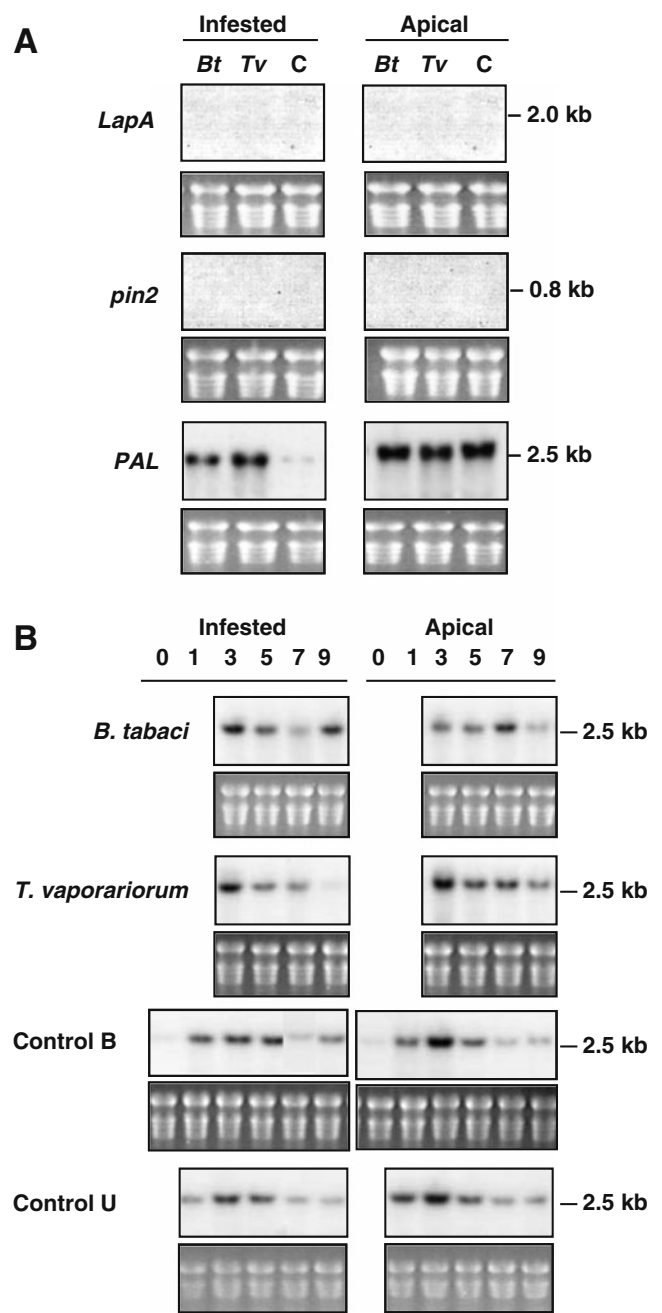 A
Infested Apical
Bt Tv C Bt Tv C
LapA – 2.0 kb
pin2 – 0.8 kb
PAL – 2.5 kb
B
Infested Apical
0 1 3 5 7 9 0 1 3 5 7 9
B. tabaci – 2.5 kb
T. vaporariorum – 2.5 kb
Control B – 2.5 kb
Control U – 2.5 kb